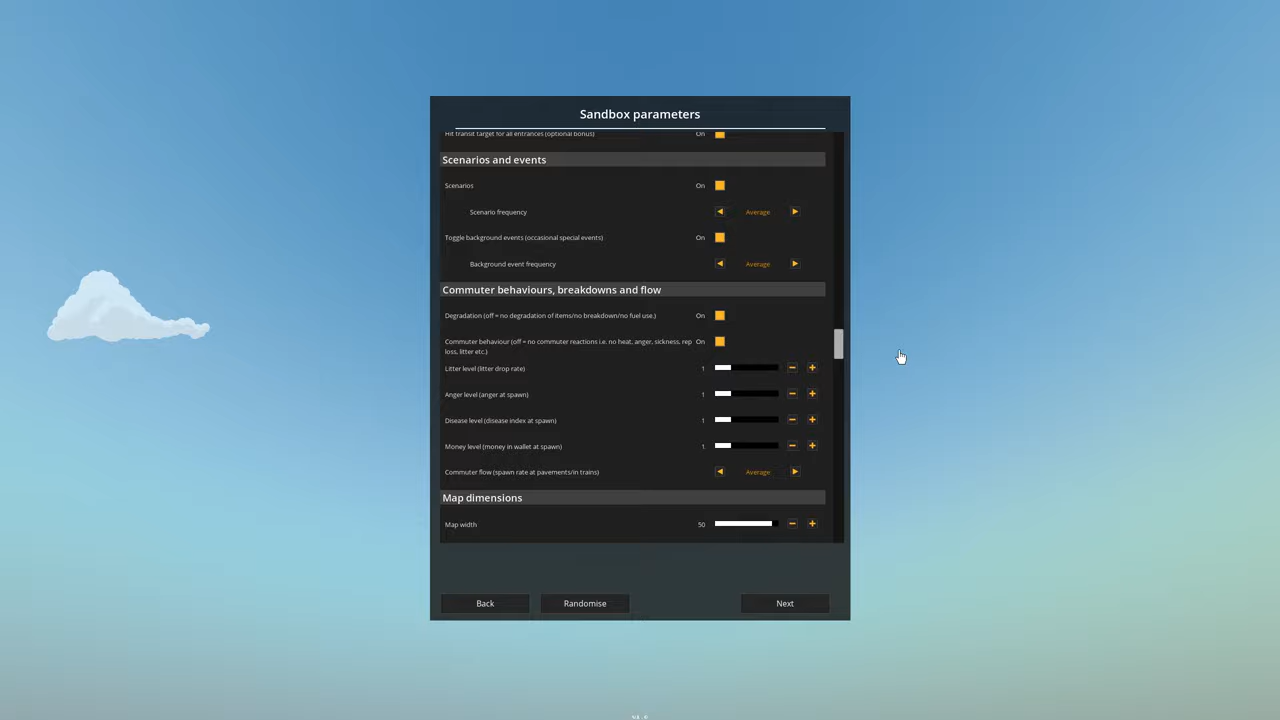 Sandbox parameters
Hit transit target for all entrances (optional bonus) On
Scenarios and events
Scenarios On
Scenario frequency Average
Toggle background events (occasional special events) On
Background event frequency Average
Commuter behaviours, breakdowns and flow
Degradation (off = no degradation of items/no breakdown/no fuel use.) On
Commuter behaviour (off = no commuter reactions i.e. no heat, anger, sickness, rep On
loss, litter etc.)
Litter level (litter drop rate) 1
Anger level (anger at spawn) 1
Disease level (disease index at spawn) 1
Money level (money in wallet at spawn) 1
Commuter flow (spawn rate at pavements/in trains) Average
Map dimensions
Map width 50
Back Randomise Next